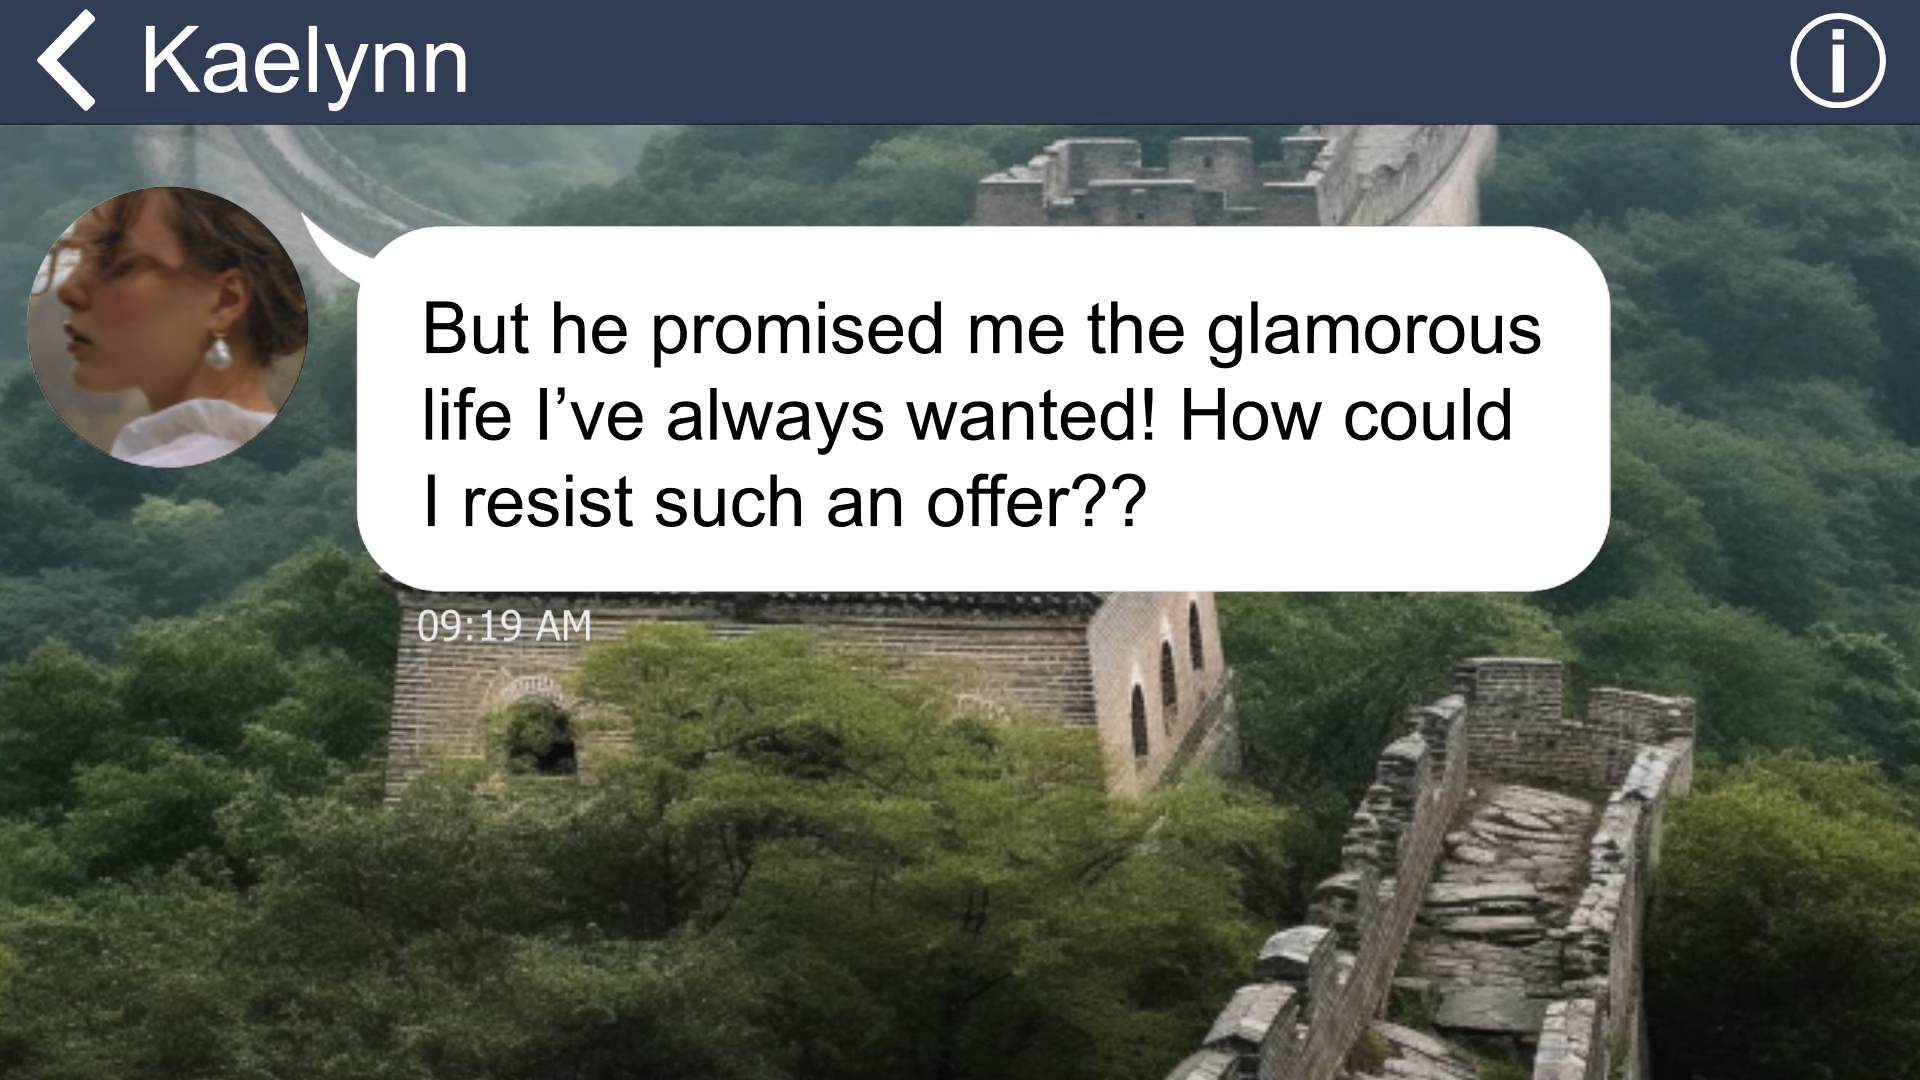 Kaelynn
But he promised me the glamorous
life I’ve always wanted! How could
I resist such an offer??
09:19 AM